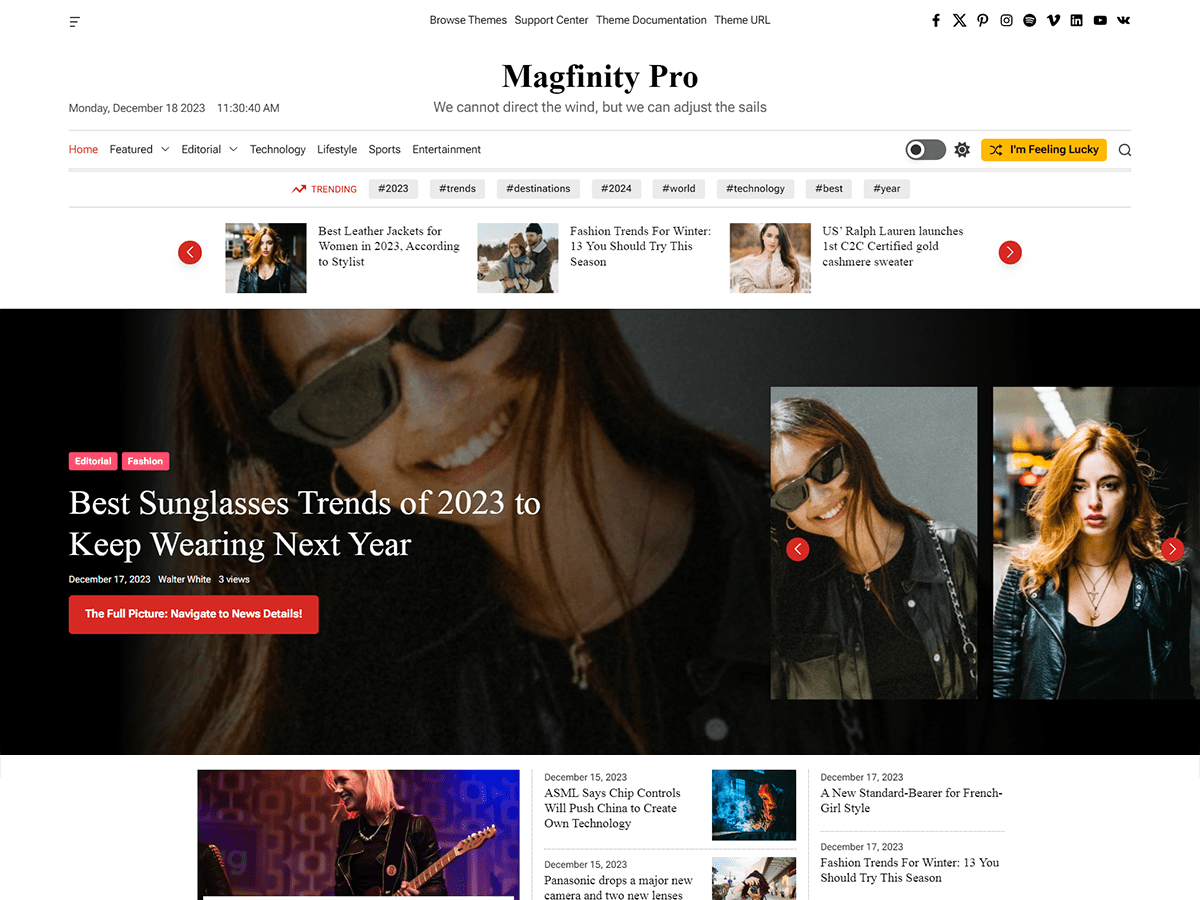 Browse Themes Support Center Theme Documentation Theme URL
Magfinity Pro
Monday, December 18 2023 11:30:40 AM
We cannot direct the wind, but we can adjust the sails
Home Featured Editorial Technology Lifestyle Sports Entertainment
I'm Feeling Lucky
TRENDING #2023 #trends #destinations #2024 #world #technology #best #year
Best Leather Jackets for
Women in 2023, According
to Stylist
Fashion Trends For Winter:
13 You Should Try This
Season
US’ Ralph Lauren launches
1st C2C Certified gold
cashmere sweater
Editorial Fashion
Best Sunglasses Trends of 2023 to
Keep Wearing Next Year
December 17, 2023 Walter White 3 views
The Full Picture: Navigate to News Details!
December 15, 2023
ASML Says Chip Controls
Will Push China to Create
Own Technology
December 15, 2023
Panasonic drops a major new
camera and two new lenses
December 17, 2023
A New Standard-Bearer for French-
Girl Style
December 17, 2023
Fashion Trends For Winter: 13 You
Should Try This Season